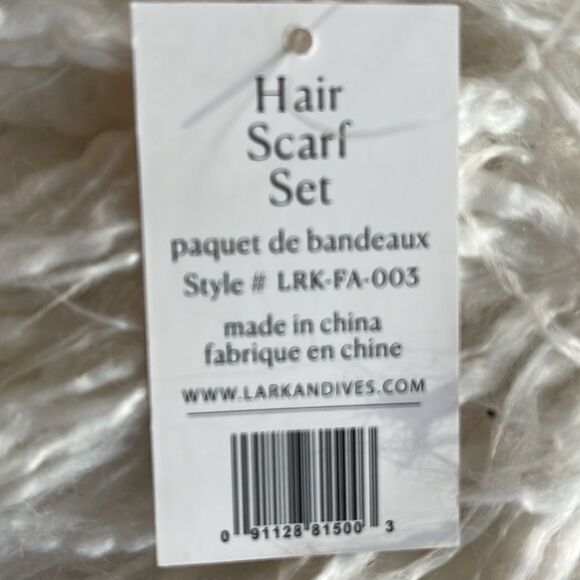 Hair
Scarf
Set
paquet de bandeaux
Style # LRK-FA-003
made in china
fabrique en chine
WWW.LARKANDIVES.COM
0 91128 81500 3